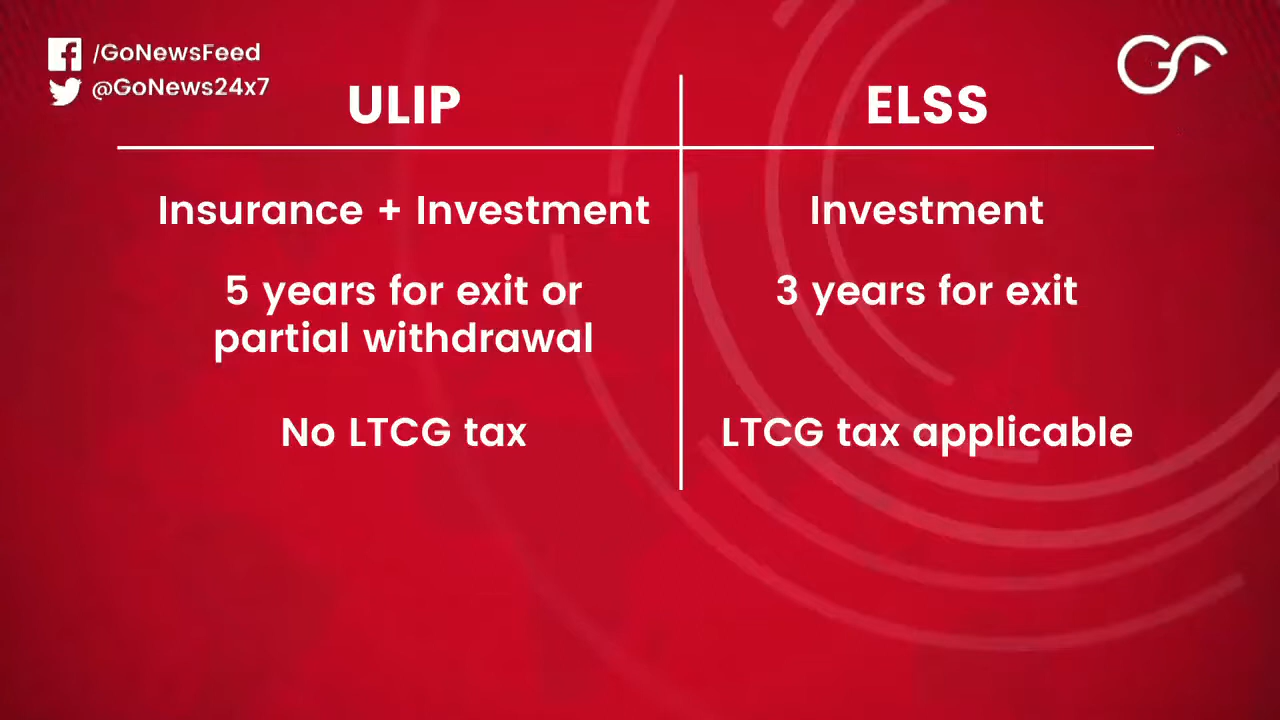 /GoNewsFeed
@GoNews24x7
ULIP
ELSS
Insurance + Investment
Investment
5 years for exit or
partial withdrawal
3 years for exit
No LTCG tax
LTCG tax applicable